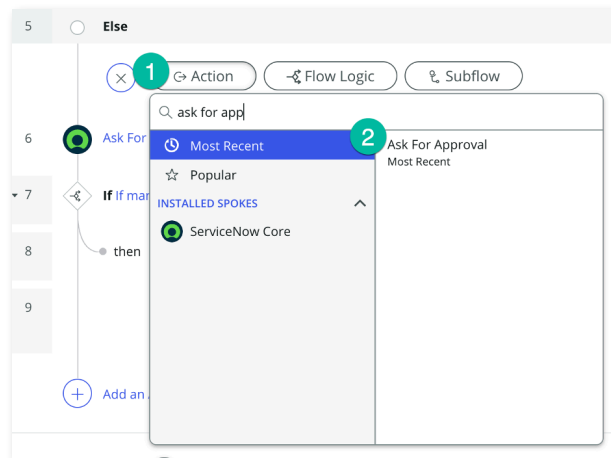 5 Else
1 Action Flow Logic Subflow
ask for app
6 Ask For
Most Recent 2 Ask For Approval
Most Recent
Popular
7 If If mar
INSTALLED SPOKES
ServiceNow Core
8 then
9
Add an